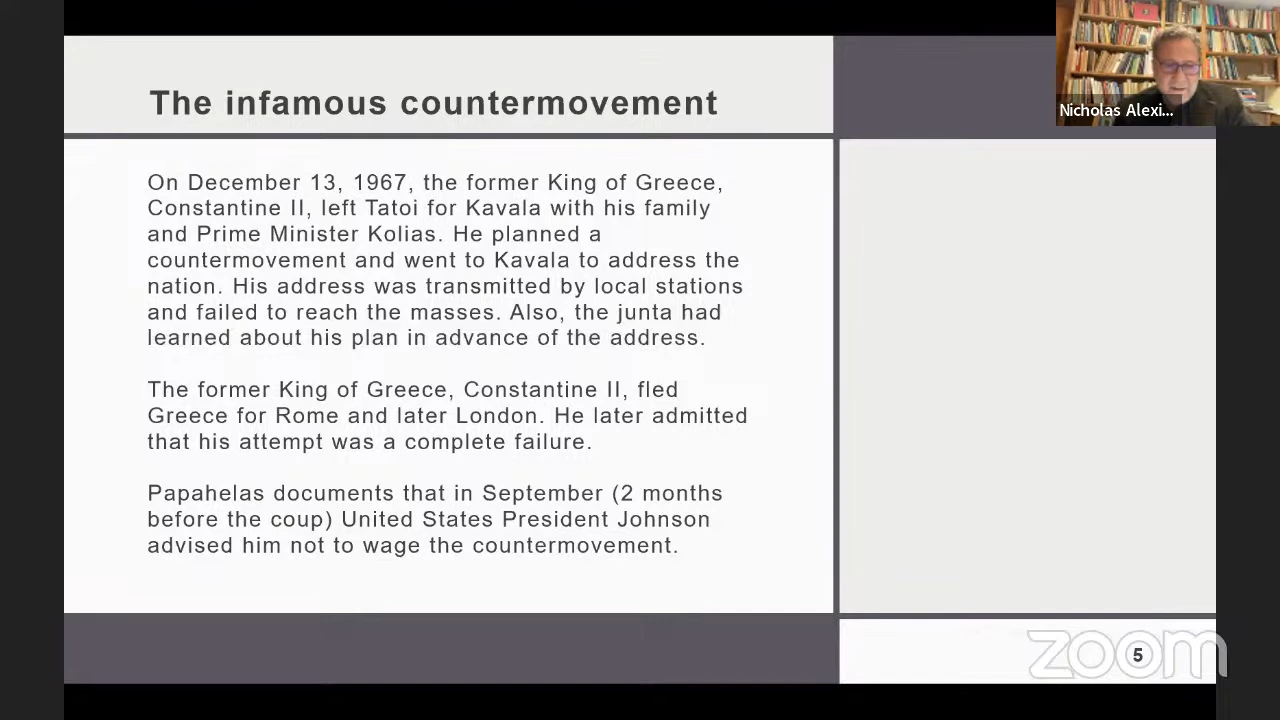 The infamous countermovement
Nicholas Alexi...
On December 13, 1967, the former King of Greece,
Constantine II, left Tatoi for Kavala with his family
and Prime Minister Kolias. He planned a
countermovement and went to Kavala to address the
nation. His address was transmitted by local stations
and failed to reach the masses. Also, the junta had
learned about his plan in advance of the address.
The former King of Greece, Constantine II, fled
Greece for Rome and later London. He later admitted
that his attempt was a complete failure.
Papahelas documents that in September (2 months
before the coup) United States President Johnson
advised him not to wage the countermovement.
zoom
5